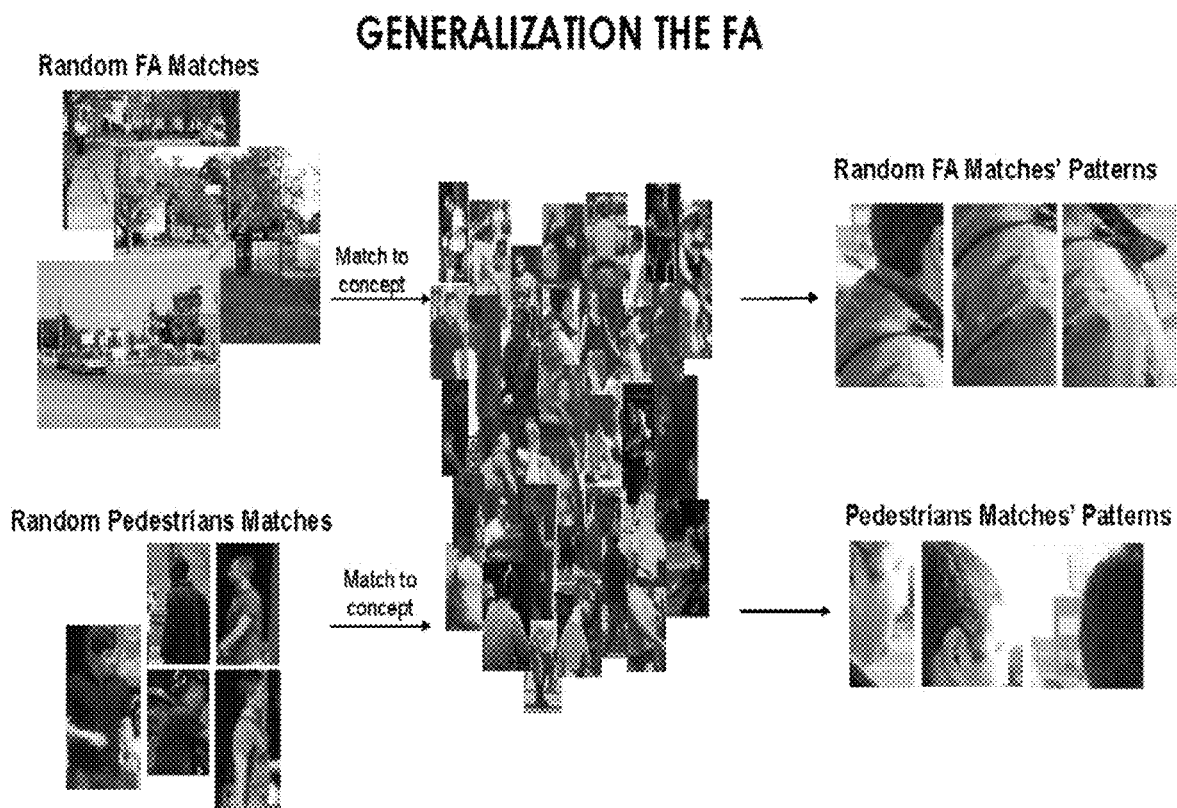 GENERALIZATION THE FA
Random FA Matches
Match to
concept
Random FA Matches' Patterns
Random Pedestrians Matches
Match to
concept
Pedestrians Matches' Patterns